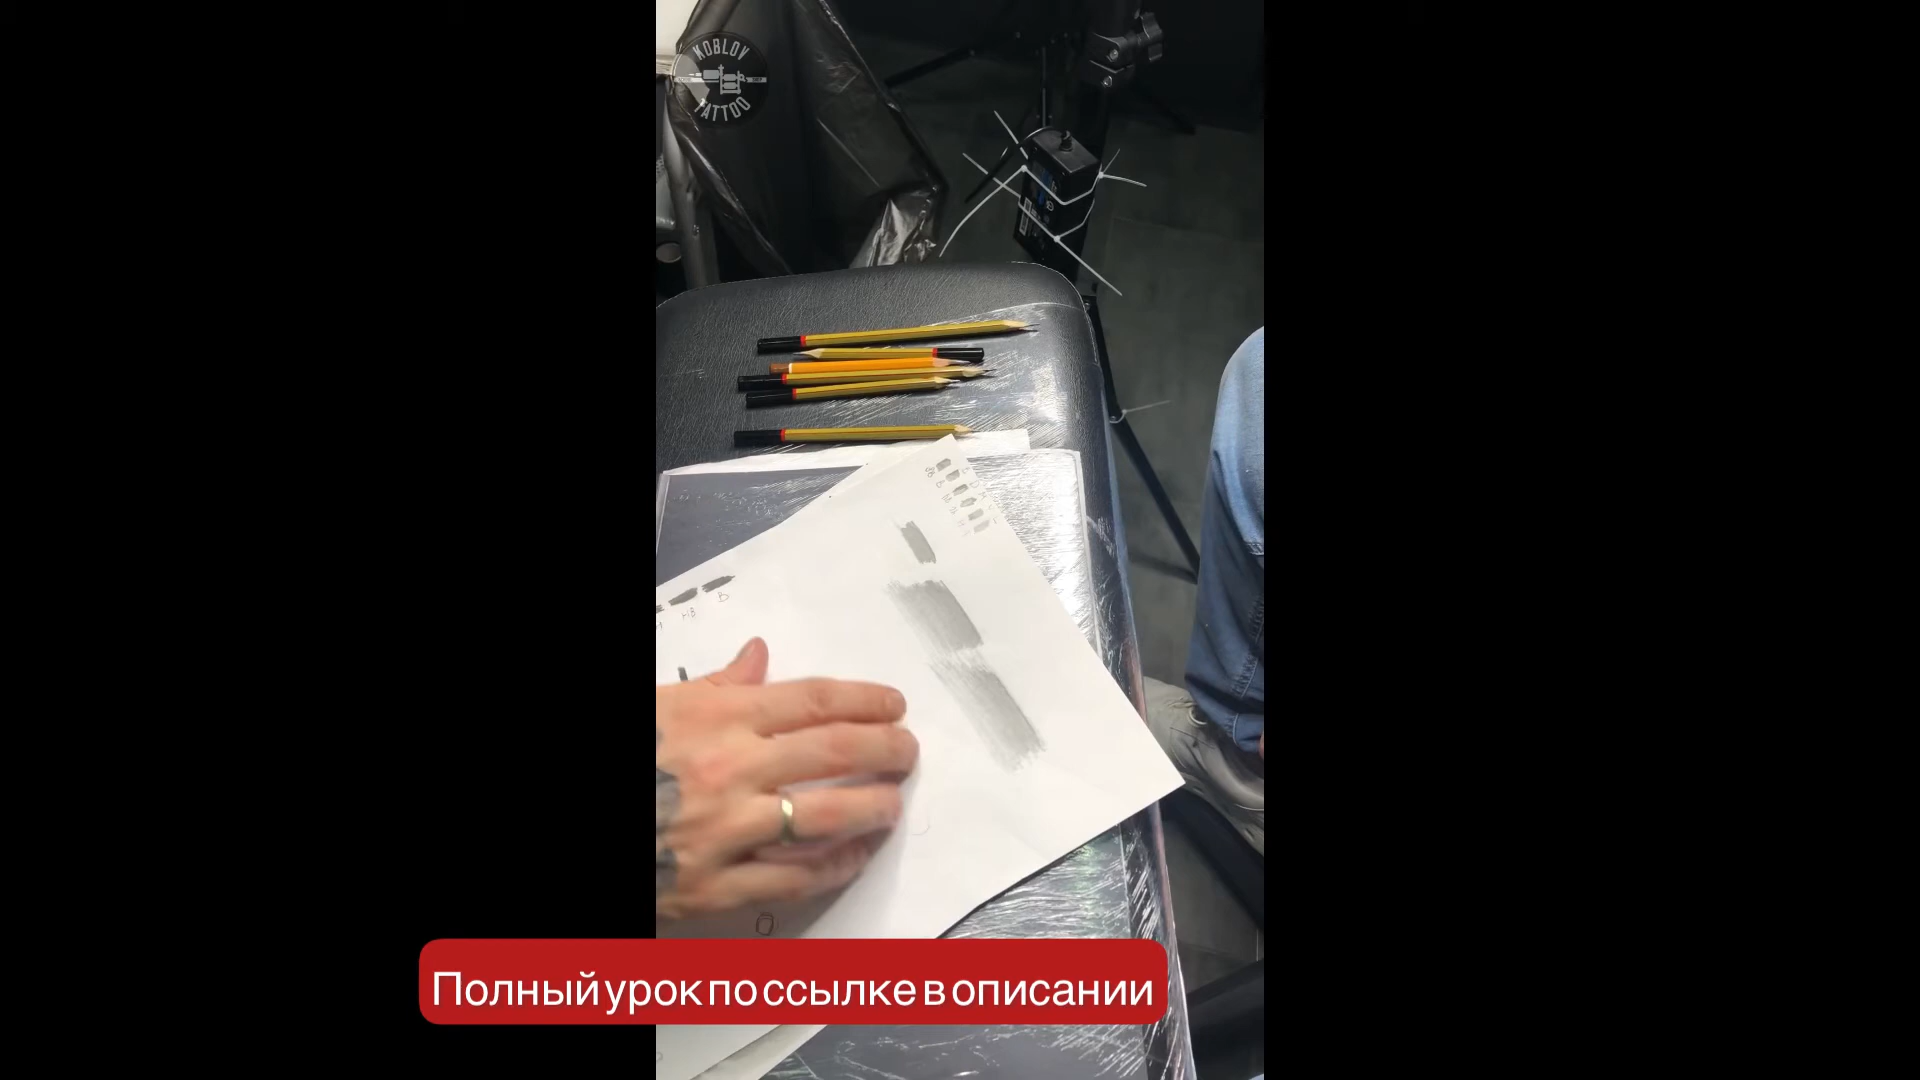 KOBLOV
TATTOO
HB
B
Полный урок по ссылке в описании